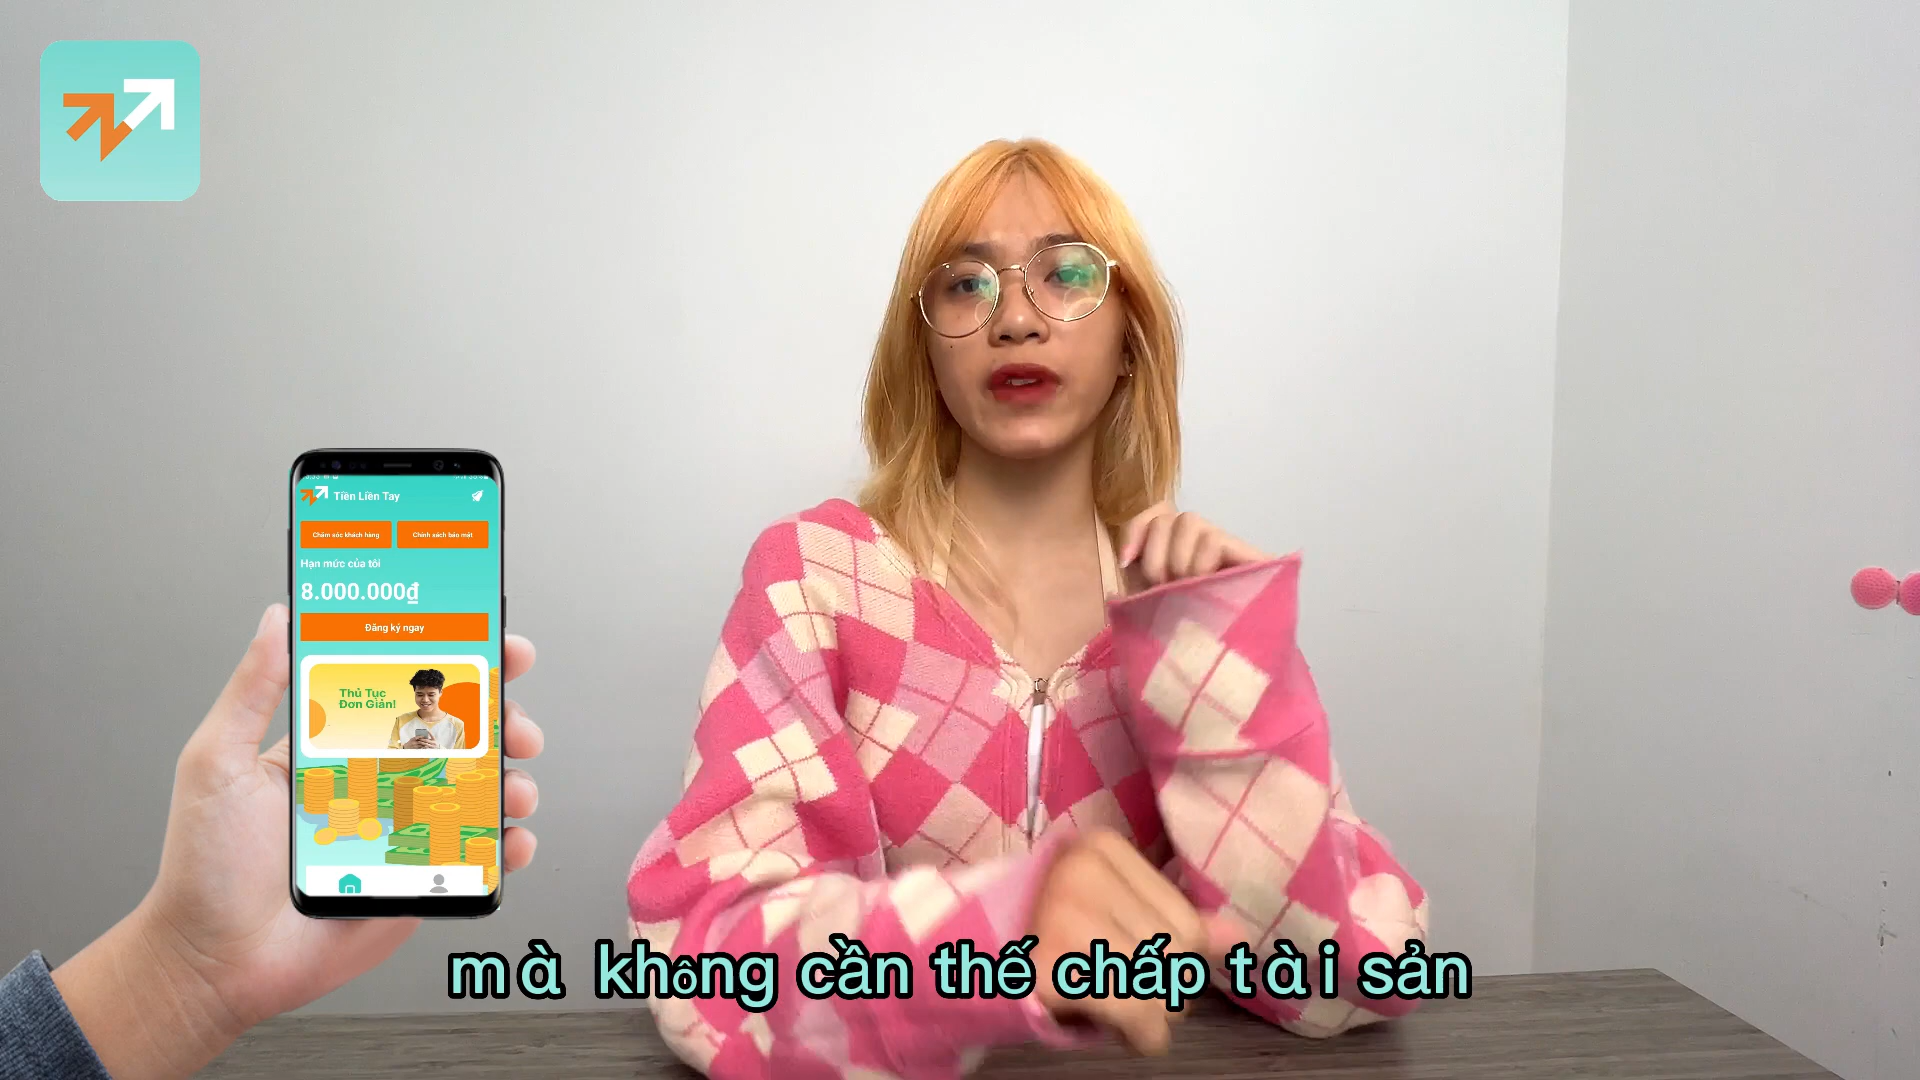 Tiền Liền Tay
Chăm sóc khách hàng
Chính sách bảo mật
Hạn mức của tôi
8.000.000₫
Đăng ký ngay
Thủ Tục
Đơn Giản!
mà không cần thế chấp tài sản